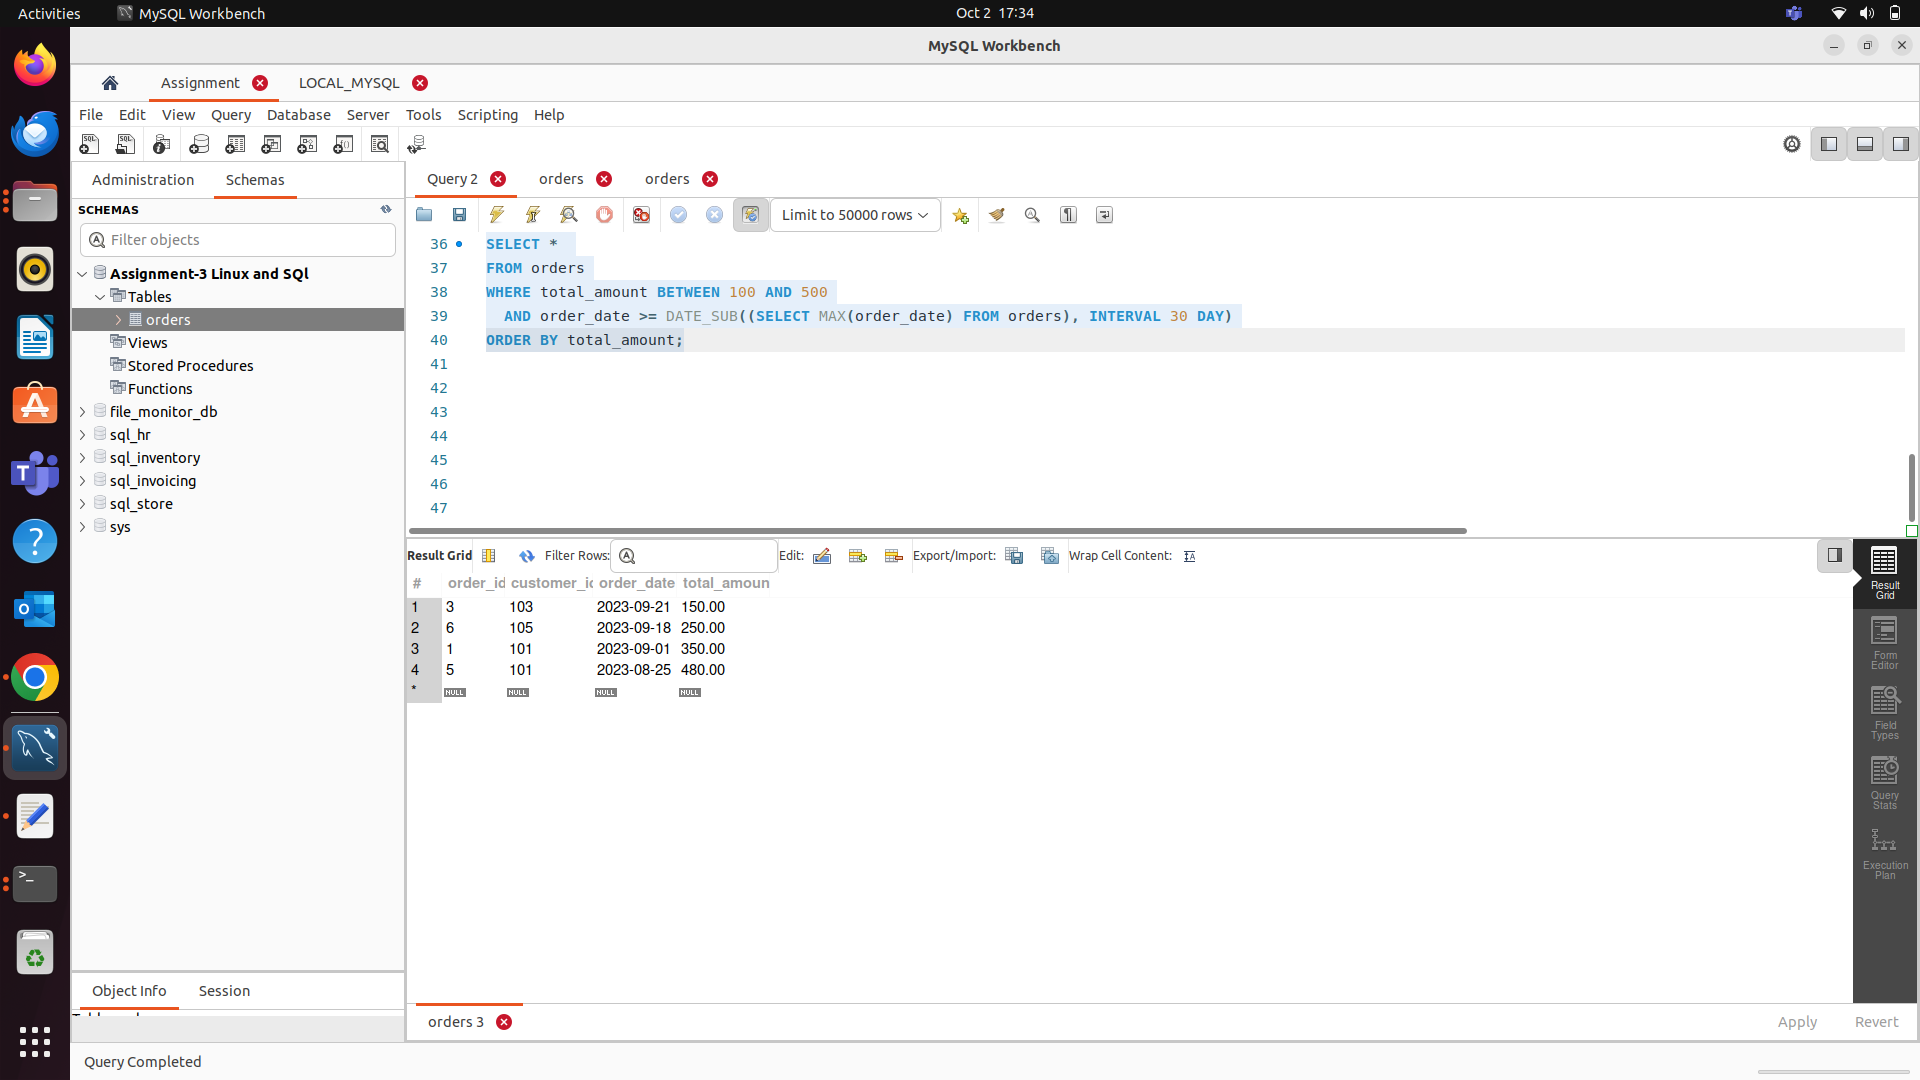 Activities
MySQL Workbench
Oct 2 17:34
MySQL Workbench
Assignment
LOCAL_MYSQL
File Edit View Query Database Server Tools Scripting Help
Administration
Schemas
SCHEMAS
Filter objects
Assignment-3 Linux and SQl
Tables
orders
Views
Stored Procedures
Functions
file_monitor_db
sql_hr
sql_inventory
sql_invoicing
sql_store
sys
Query 2
orders
orders
Limit to 50000 rows
36 SELECT *
37 FROM orders
38 WHERE total_amount BETWEEN 100 AND 500
39 AND order_date >= DATE_SUB((SELECT MAX(order_date) FROM orders), INTERVAL 30 DAY)
40 ORDER BY total_amount;
41
42
43
44
45
46
47
Result Grid Filter Rows: Edit: Export/Import: Wrap Cell Content:
# order_id customer_id order_date total_amoun
1 3 103 2023-09-21 150.00
2 6 105 2023-09-18 250.00
3 1 101 2023-09-01 350.00
4 5 101 2023-08-25 480.00
* NULL NULL NULL NULL
Result
Grid
Form
Editor
Field
Types
Query
Stats
Execution
Plan
Object Info
Session
orders 3
Apply
Revert
Query Completed